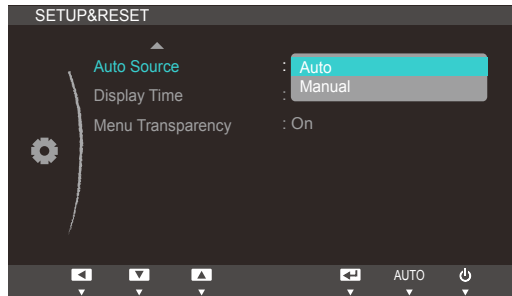 SETUP&RESET
Auto Source : Auto
Manual
Display Time :
Menu Transparency : On
AUTO